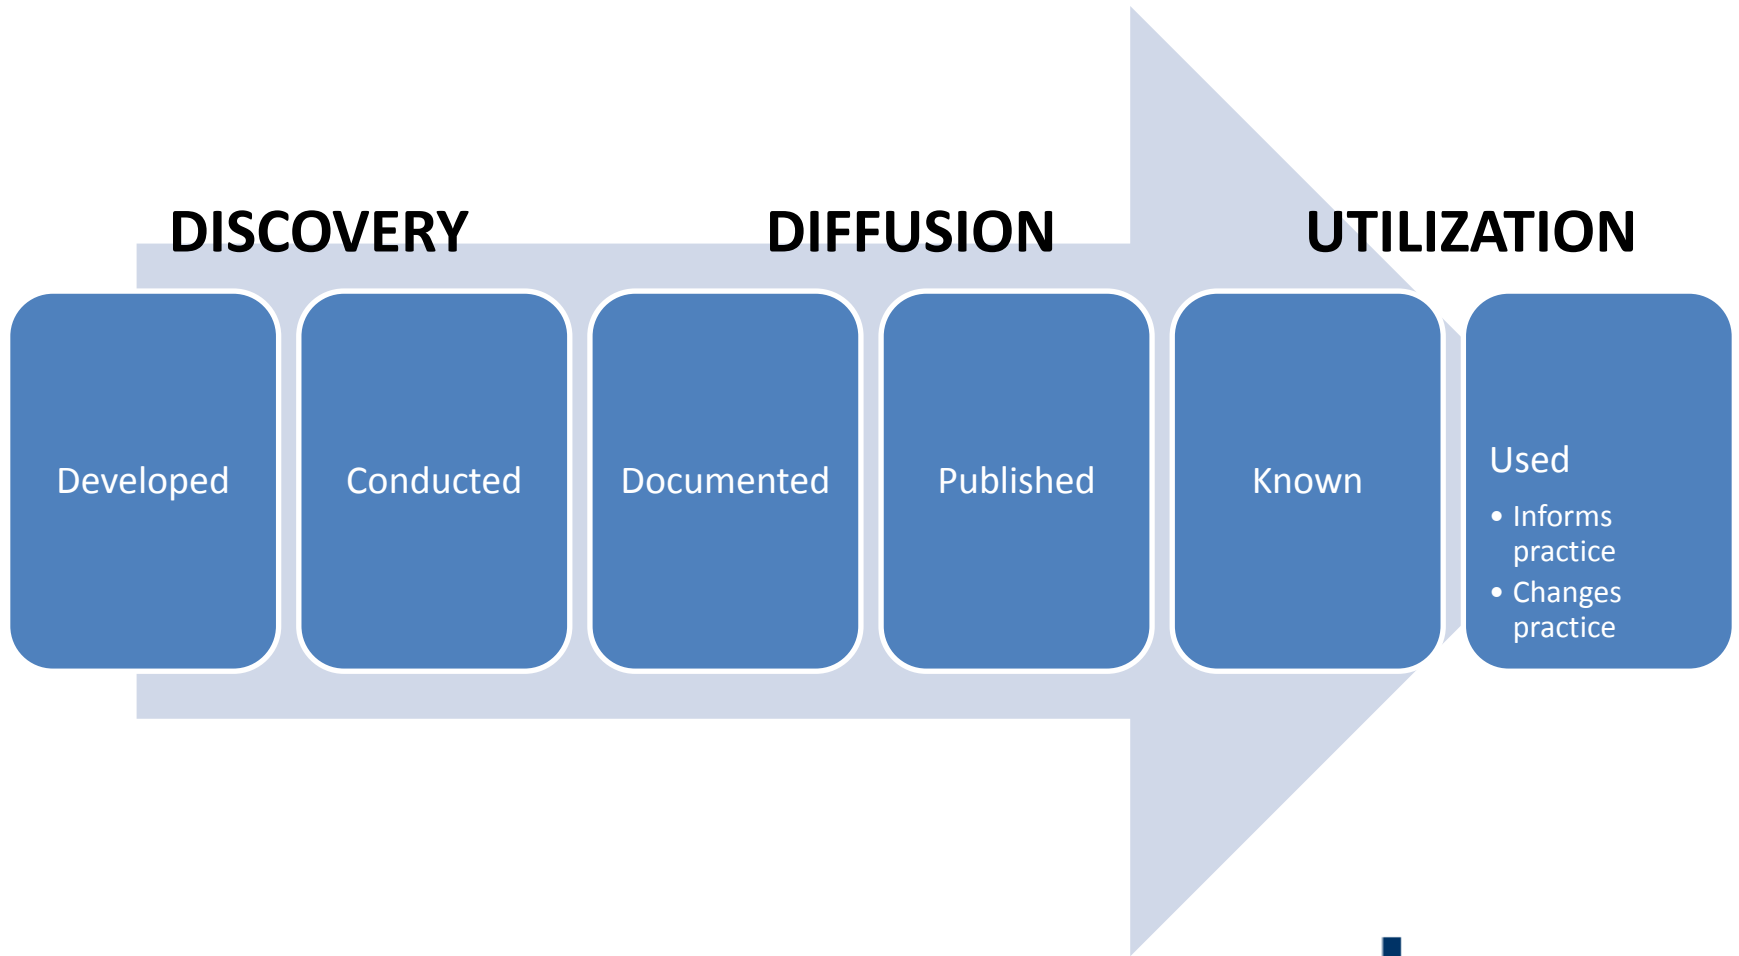 DISCOVERY DIFFUSION UTILIZATION
Developed
Conducted
Documented
Published
Known
Used
• Informs
practice
• Changes
practice